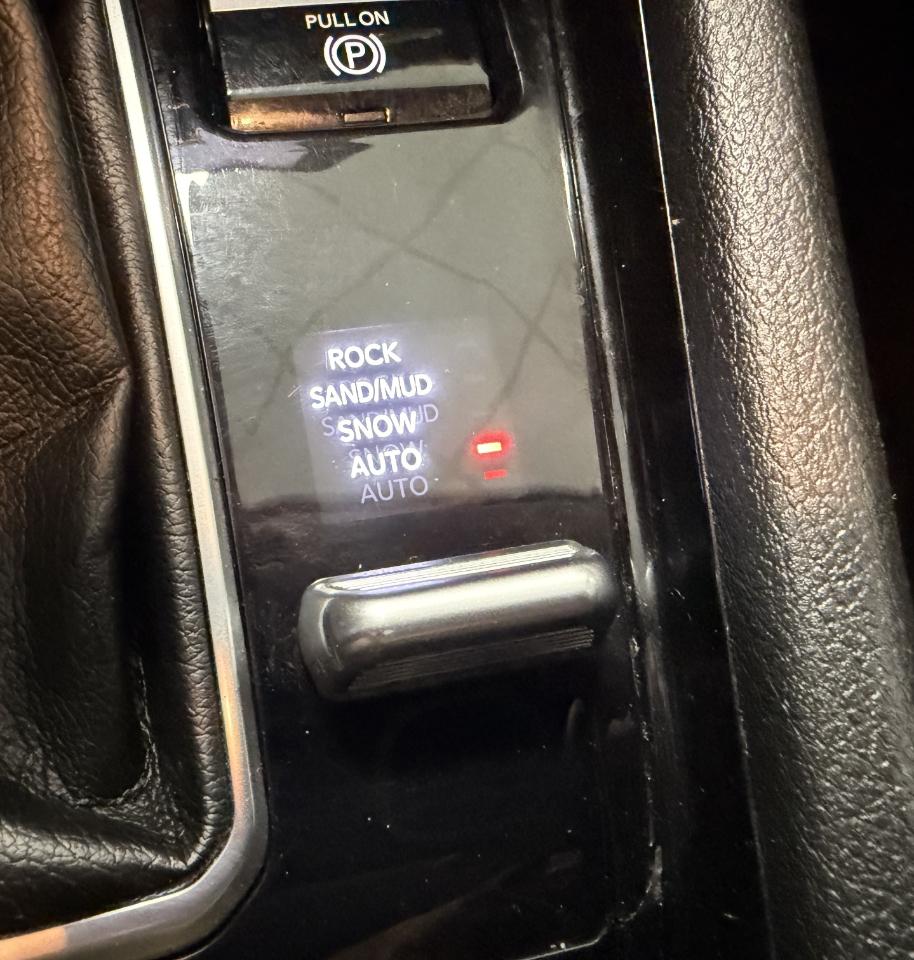 PULL ON
(P)
ROCK
SAND/MUD
SNOW
AUTO